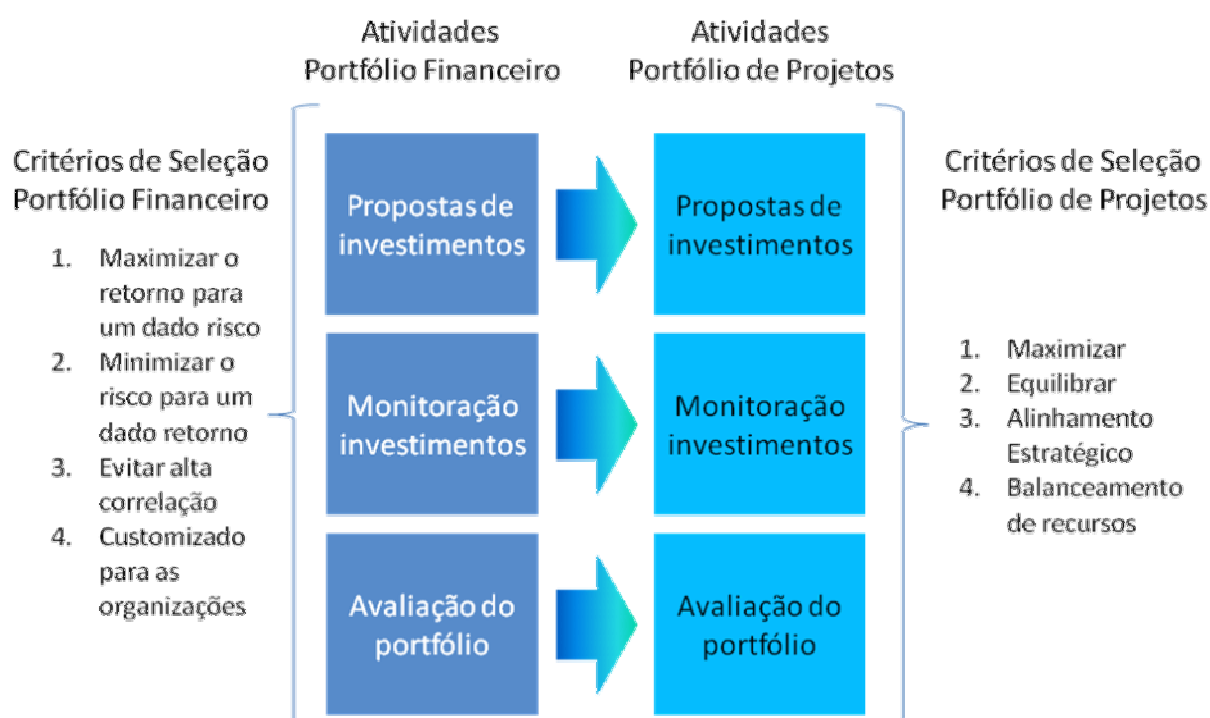 Atividades
Portfólio Financeiro
Atividades
Portfólio de Projetos
Critérios de Seleção
Portfólio Financeiro
1. Maximizar o
retorno para
um dado risco
2. Minimizar o
risco para um
dado retorno
3. Evitar alta
correlação
4. Customizado
para as
organizações
Propostas de
investimentos
Propostas de
investimentos
Monitoração
investimentos
Monitoração
investimentos
Avaliação do
portfólio
Avaliação do
portfólio
Critérios de Seleção
Portfólio de Projetos
1. Maximizar
2. Equilibrar
3. Alinhamento
Estratégico
4. Balanceamento
de recursos